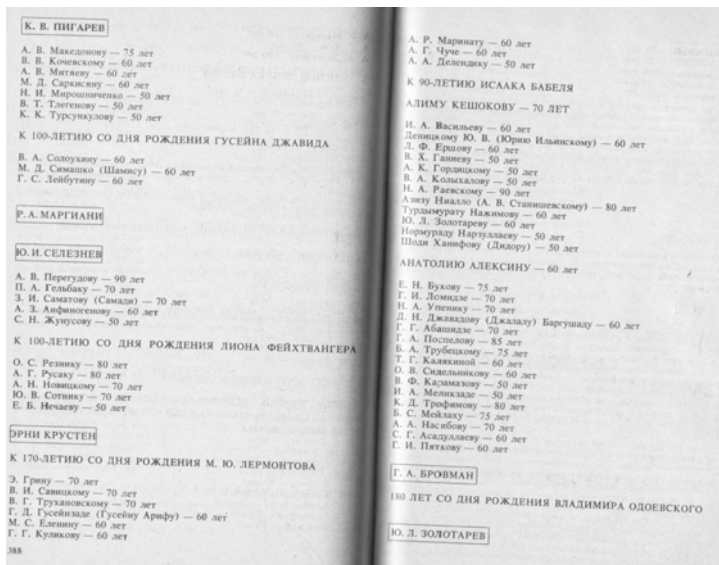 К. В. ПИГАРЕВ
А. В. Македонову — 75 лет
В. В. Кочевскому — 60 лет
А. В. Митяеву — 60 лет
М. Д. Саркисяну — 50 лет
Н. И. Мирошниченко — 50 лет
В. Т. Тлегенову — 50 лет
К. К. Турсункулову — 50 лет
К 100-ЛЕТИЮ СО ДНЯ РОЖДЕНИЯ ГУСЕЙНА ДЖАВИДА
В. А. Солоухину — 60 лет
М. Д. Симашко (Шамису) — 60 лет
Г. С. Лейбутину — 60 лет
Р. А. МАРГИАНИ
Ю. И. СЕЛЕЗНЕВ
А. В. Перегудову — 90 лет
П. А. Гельбаку — 70 лет
З. И. Саматову (Самади) — 70 лет
А. З. Анфиногенову — 60 лет
С. Н. Жунусову — 50 лет
К 100-ЛЕТИЮ СО ДНЯ РОЖДЕНИЯ ЛИОНА ФЕЙХТВАНГЕРА
О. С. Резнику — 80 лет
А. Г. Русаку — 80 лет
А. Н. Новицкому — 70 лет
Ю. В. Сотнику — 70 лет
Е. Б. Нечаеву — 50 лет
ЭРНИ КРУСТЕН
К 170-ЛЕТИЮ СО ДНЯ РОЖДЕНИЯ М. Ю. ЛЕРМОНТОВА
Э. Грину — 70 лет
В. И. Савицкому — 70 лет
В. Г. Трухановскому — 70 лет
Г. Д. Гусейнзаде (Гусейну Арифу) — 60 лет
М. С. Еленину — 60 лет
Г. Г. Куликову — 60 лет
388
А. Р. Маринату — 60 лет
А. Г. Чуче — 60 лет
А. А. Делендику — 50 лет
К 90-ЛЕТИЮ ИСААКА БАБЕЛЯ
АЛИМУ КЕШОКОВУ — 70 ЛЕТ
И. А. Васильеву — 60 лет
Деницкому Ю. В. (Юрию Ильинскому) — 60 лет
Л. Ф. Ершову — 60 лет
В. Х. Ганиеву — 50 лет
А. К. Гордицкому — 50 лет
В. А. Колыхалову — 50 лет
Н. А. Раевскому — 90 лет
Азизу Ниалло (А. В. Станишевскому) — 80 лет
Турдымурату Нажимову — 60 лет
Ю. Л. Золотареву — 60 лет
Нормураду Нарзуллаеву — 50 лет
Шоди Ханифову (Дидору) — 50 лет
АНАТОЛИЮ АЛЕКСИНУ — 60 лет
Е. Н. Букову — 75 лет
Г. И. Ломидзе — 70 лет
Н. А. Упенику — 70 лет
Д. Н. Джавадову (Джалалу) Баргушаду — 60 лет
Г. Г. Абашидзе — 70 лет
Г. А. Поспелову — 85 лет
Б. А. Трубецкому — 75 лет
Т. Г. Калякиной — 60 лет
О. В. Сидельникову — 60 лет
В. Ф. Карамазову — 50 лет
И. А. Меликзаде — 50 лет
К. Д. Трофимову — 80 лет
Б. С. Мейлаху — 75 лет
А. А. Насибову — 70 лет
С. Г. Асадуллаеву — 60 лет
Г. И. Пяткову — 60 лет
Г. А. БРОВМАН
180 ЛЕТ СО ДНЯ РОЖДЕНИЯ ВЛАДИМИРА ОДОЕВСКОГО
Ю. Л. ЗОЛОТАРЕВ